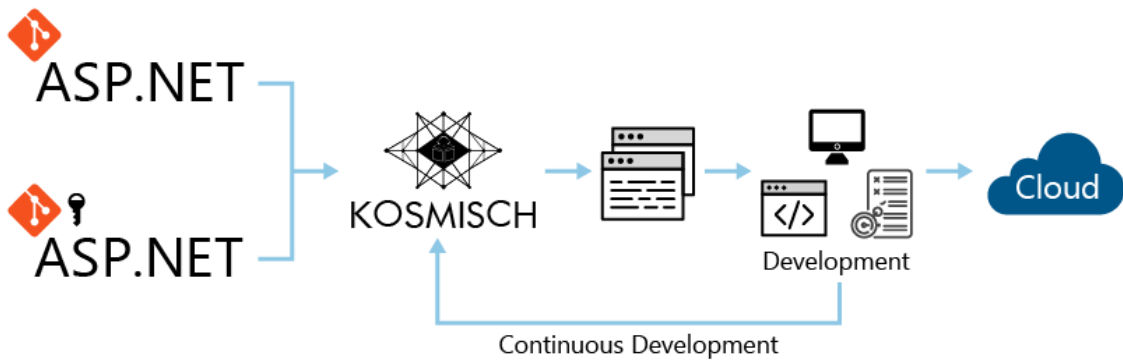 ASP.NET
ASP.NET
KOSMISCH
</>
Development
Cloud
Continuous Development